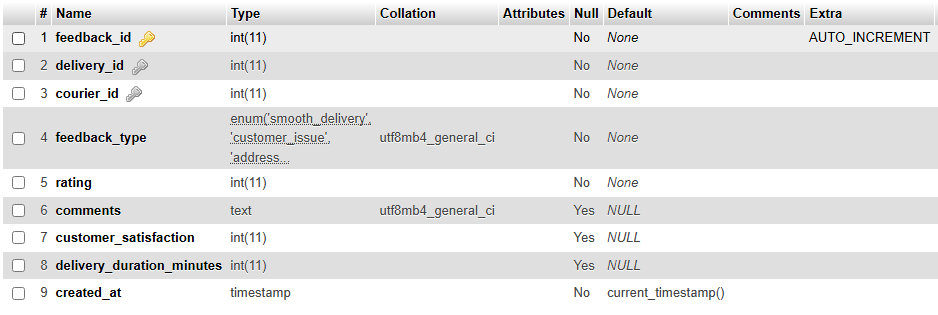 # Name Type Collation Attributes Null Default Comments Extra
1 feedback_id int(11) No None AUTO_INCREMENT
2 delivery_id int(11) No None
3 courier_id int(11) No None
4 feedback_type enum('smooth_delivery', 'customer_issue', 'address... utf8mb4_general_ci No None
5 rating int(11) No None
6 comments text utf8mb4_general_ci Yes NULL
7 customer_satisfaction int(11) Yes NULL
8 delivery_duration_minutes int(11) Yes NULL
9 created_at timestamp No current_timestamp()